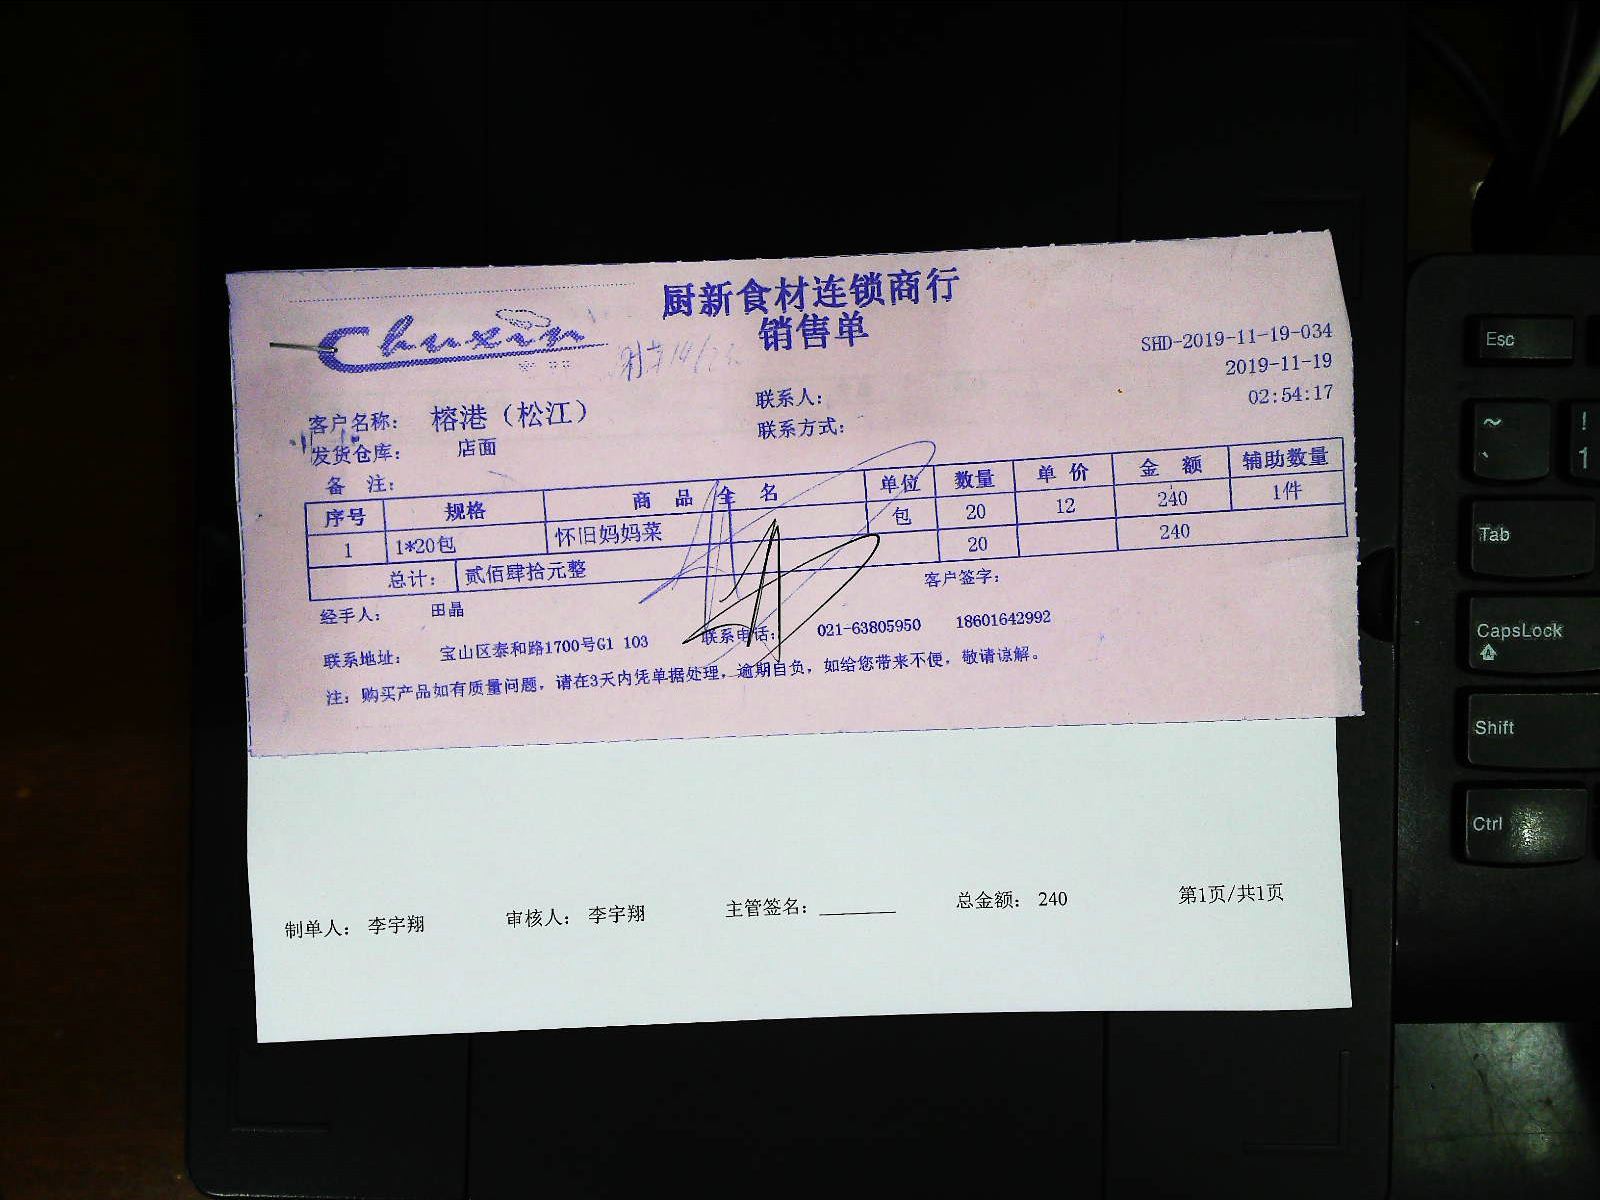 厨新食材连锁商行
Chuxin
销售单
SHD-2019-11-19-034
2019-11-19
02:54:17
客户名称： 榕港（松江） 联系人：
发货仓库： 店面 联系方式：
备 注：
序号 规格 商 品 全 名 单位 数量 单 价 金 额 辅助数量
1 1*20包 怀旧妈妈菜 包 20 12 240 1件
总计： 贰佰肆拾元整 20 240
经手人： 田晶 客户签字：
联系地址： 宝山区泰和路1700号G1 103 联系电话： 021-63805950 18601642992
注：购买产品如有质量问题，请在3天内凭单据处理，逾期自负，如给您带来不便，敬请谅解。
制单人： 李宇翔 审核人： 李宇翔 主管签名：________ 总金额： 240 第1页/共1页
Esc
~
`
!
1
Tab
CapsLock
Shift
Ctrl